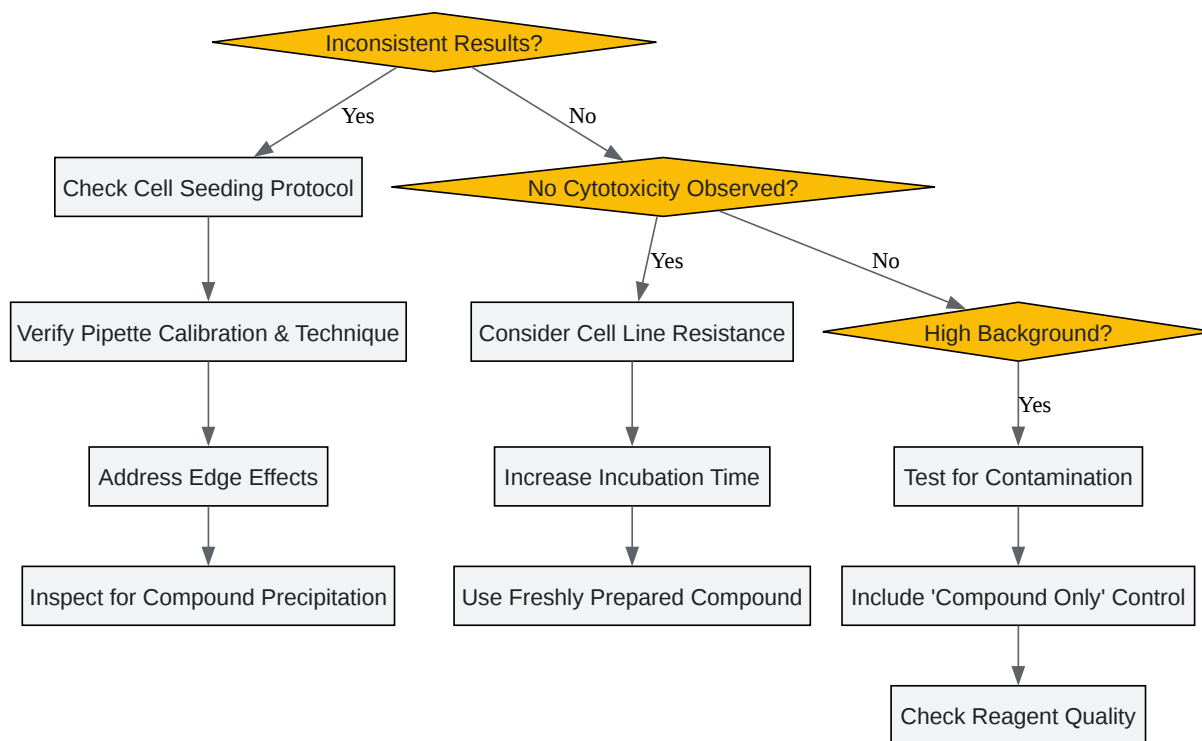 Inconsistent Results?
Yes
No
Check Cell Seeding Protocol
No Cytotoxicity Observed?
Yes
No
Verify Pipette Calibration & Technique
Consider Cell Line Resistance
High Background?
Yes
Address Edge Effects
Increase Incubation Time
Test for Contamination
Inspect for Compound Precipitation
Use Freshly Prepared Compound
Include 'Compound Only' Control
Check Reagent Quality